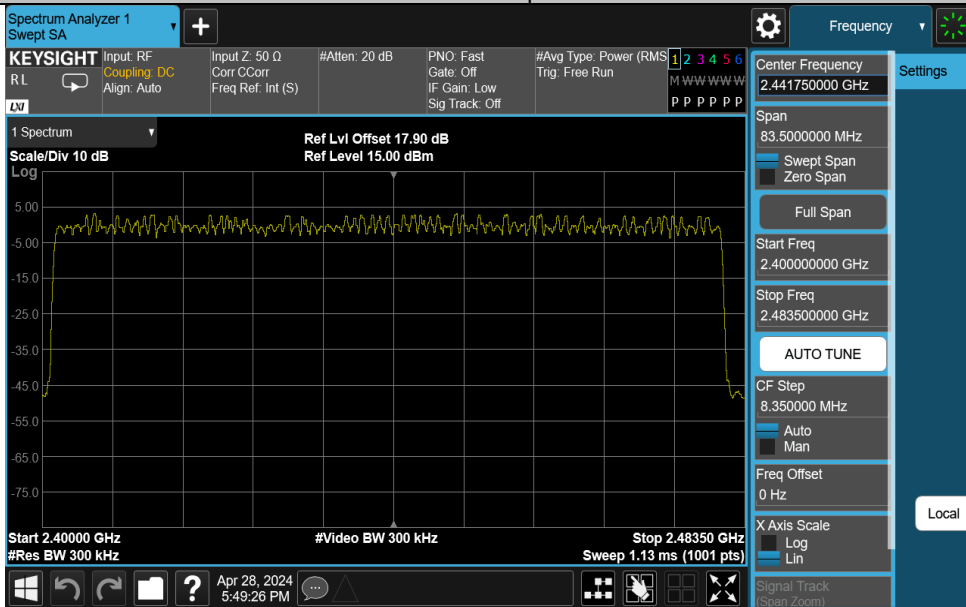 Spectrum Analyzer 1
Swept SA
+
Frequency
KEYSIGHT
RL
LXI
Input: RF
Coupling: DC
Align: Auto
Input Z: 50 Ω
Corr CCorr
Freq Ref: Int (S)
#Atten: 20 dB
PNO: Fast
Gate: Off
IF Gain: Low
Sig Track: Off
#Avg Type: Power (RMS
Trig: Free Run
1 2 3 4 5 6
M W W W W W
P P P P P P
1 Spectrum
Scale/Div 10 dB
Log
Ref Lvl Offset 17.90 dB
Ref Level 15.00 dBm
5.00
-5.00
-15.0
-25.0
-35.0
-45.0
-55.0
-65.0
-75.0
Start 2.40000 GHz
#Res BW 300 kHz
#Video BW 300 kHz
Stop 2.48350 GHz
Sweep 1.13 ms (1001 pts)
?
Apr 28, 2024
5:49:26 PM
Center Frequency
2.441750000 GHz
Span
83.5000000 MHz
Swept Span
Zero Span
Full Span
Start Freq
2.400000000 GHz
Stop Freq
2.483500000 GHz
AUTO TUNE
CF Step
8.350000 MHz
Auto
Man
Freq Offset
0 Hz
X Axis Scale
Log
Lin
Signal Track
(Span Zoom)
Settings
Local